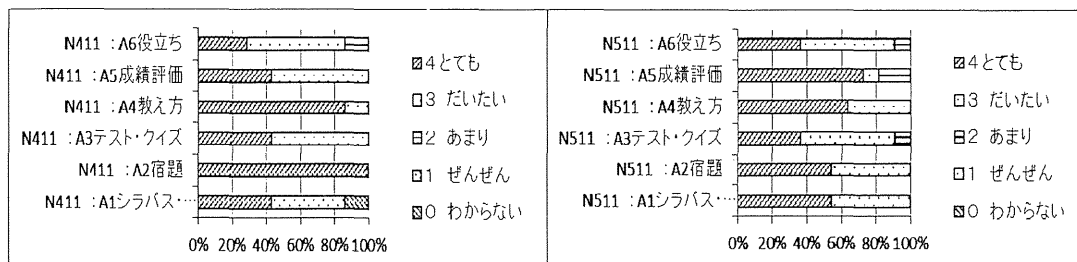 N411 :A6役立ち
N411 :A5成績評価
N411 :A4教え方
N411 :A3テスト・クイズ
N411 :A2宿題
N411 :A1シラバス・…
0% 20% 40% 60% 80% 100%
4とても
3 だいたい
2 あまり
1 ぜんぜん
0 わからない
N511 :A6役立ち
N511 :A5成績評価
N511 :A4教え方
N511 :A3テスト・クイズ
N511 :A2宿題
N511 :A1シラバス…
0% 20% 40% 60% 80% 100%
4とても
3 だいたい
2 あまり
1 ぜんぜん
0 わからない